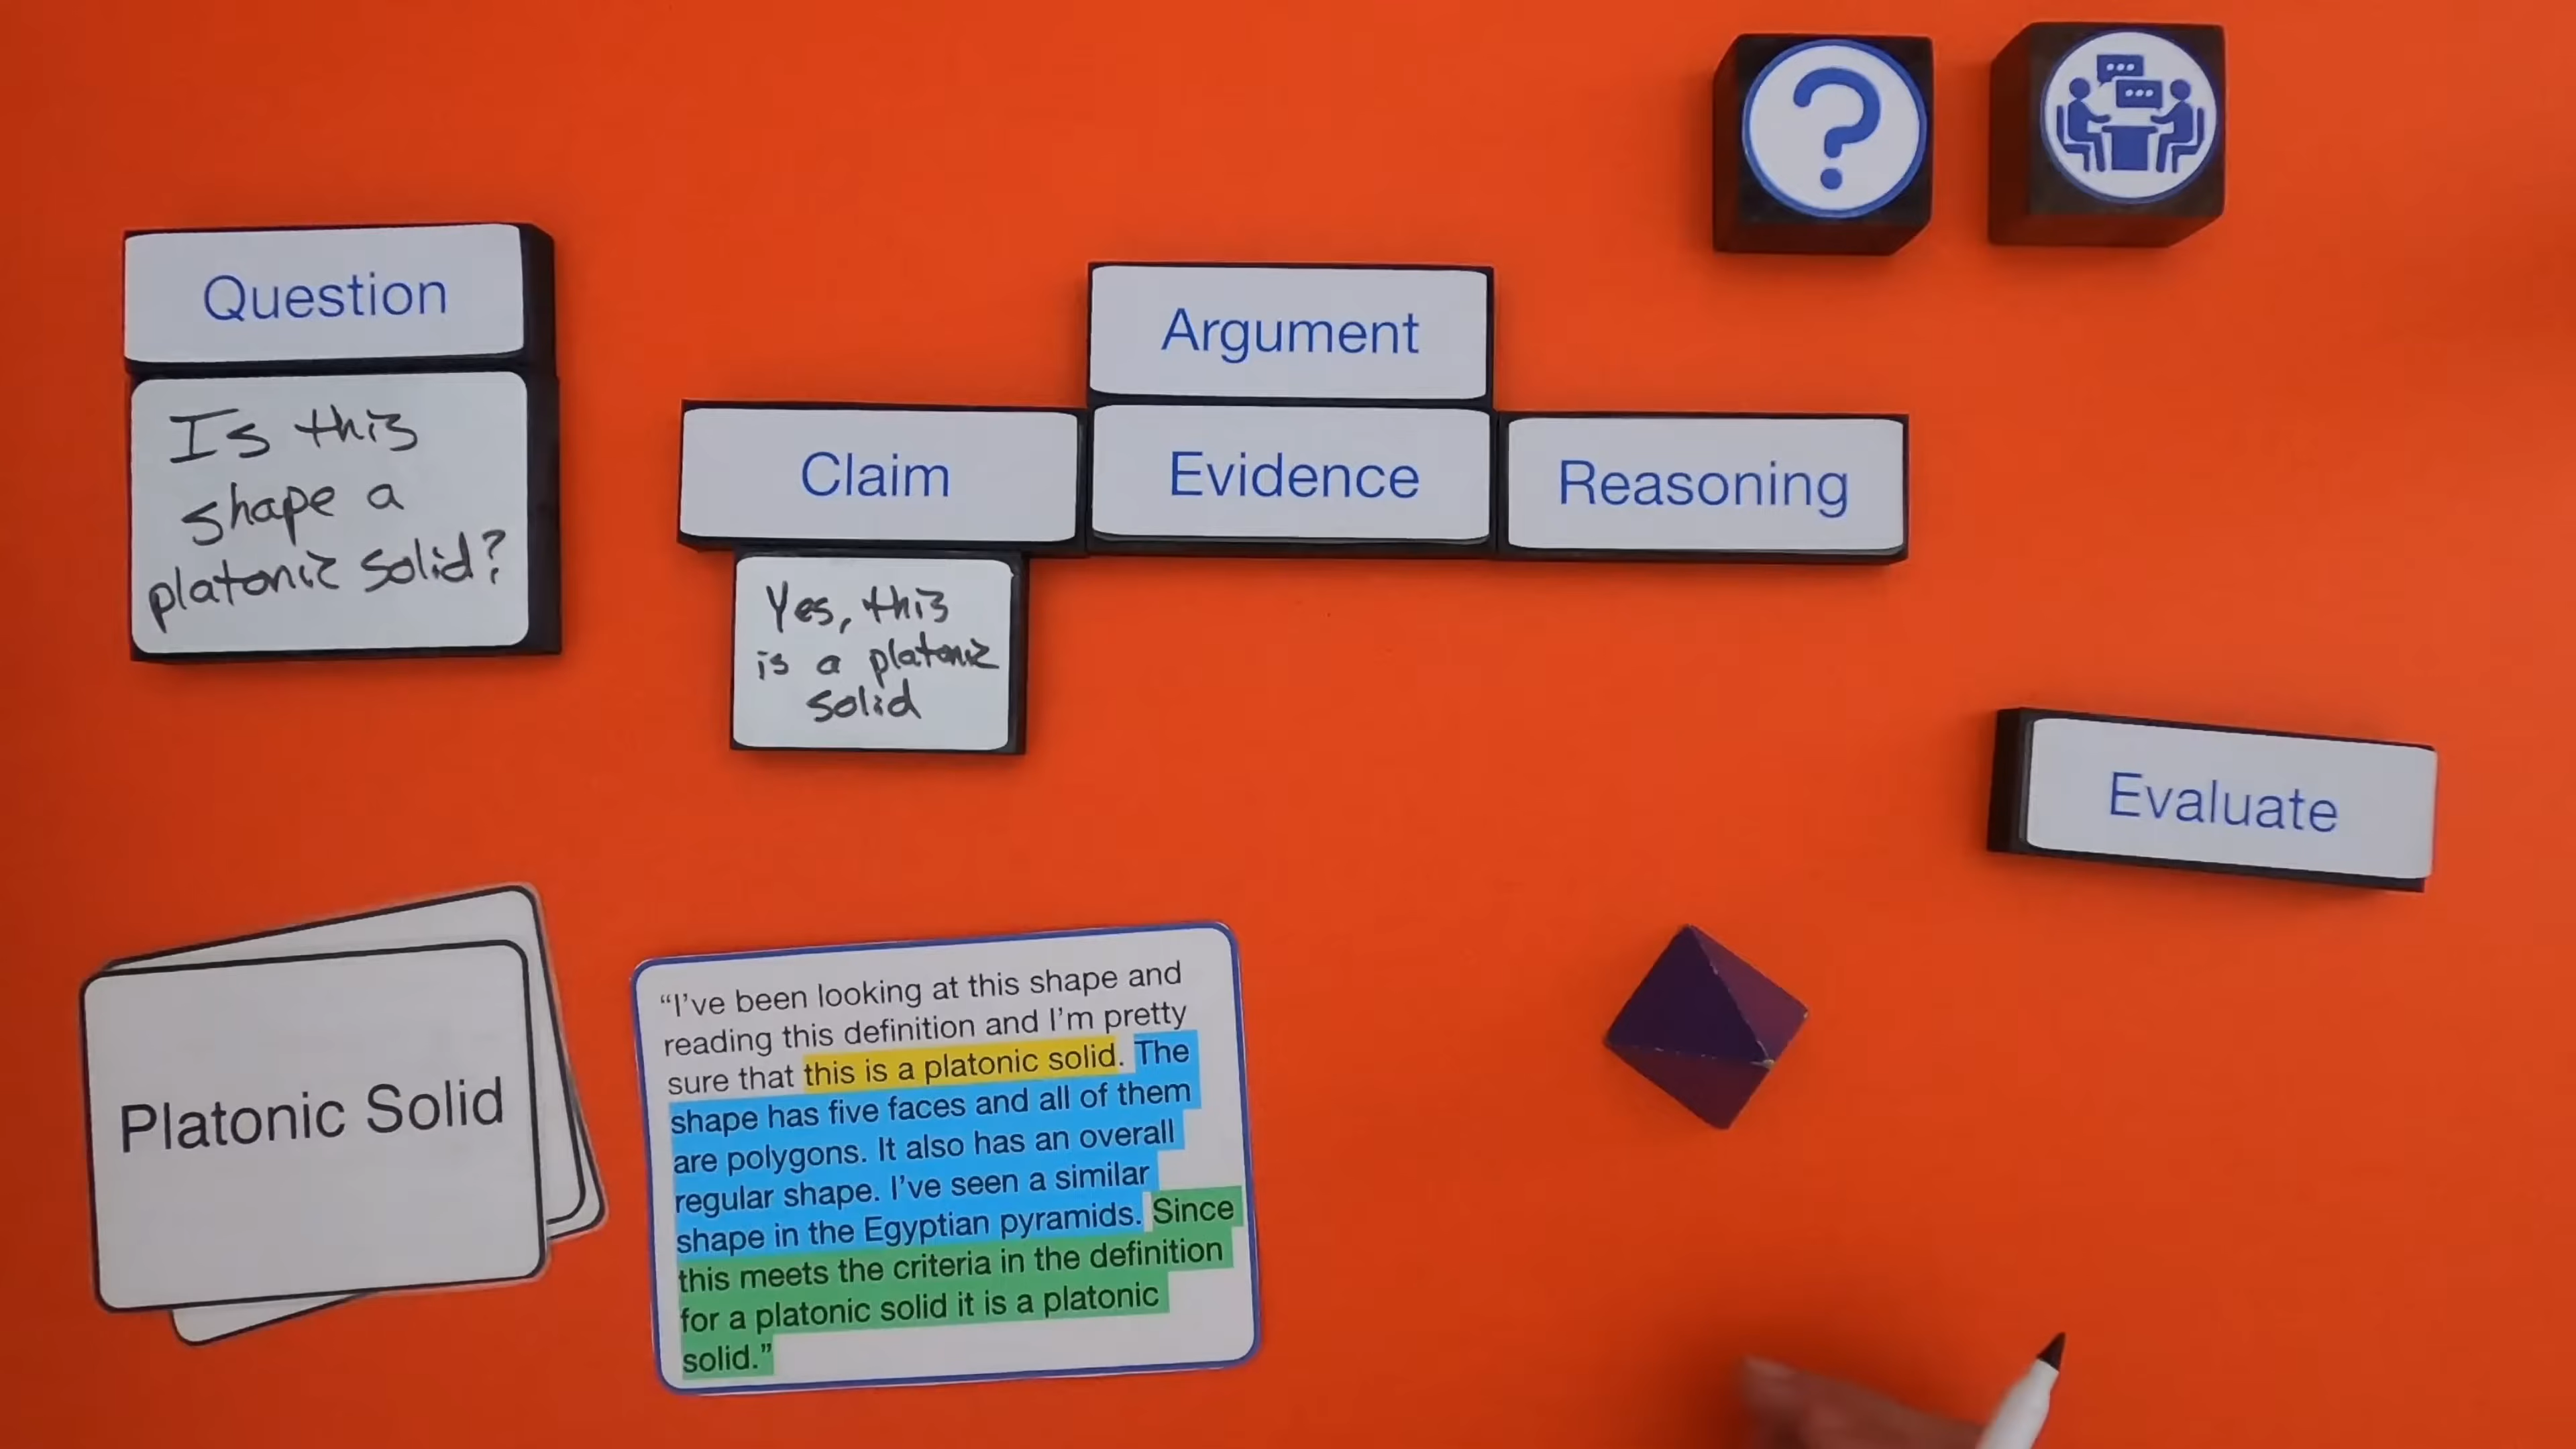 Question
Is this
shape a
platonic solid?
Argument
Claim
Evidence
Reasoning
Yes, this
is a platonic
solid
Evaluate
Platonic Solid
“I’ve been looking at this shape and
reading this definition and I’m pretty
sure that this is a platonic solid. The
shape has five faces and all of them
are polygons. It also has an overall
regular shape. I’ve seen a similar
shape in the Egyptian pyramids. Since
this meets the criteria in the definition
for a platonic solid it is a platonic
solid.”
?